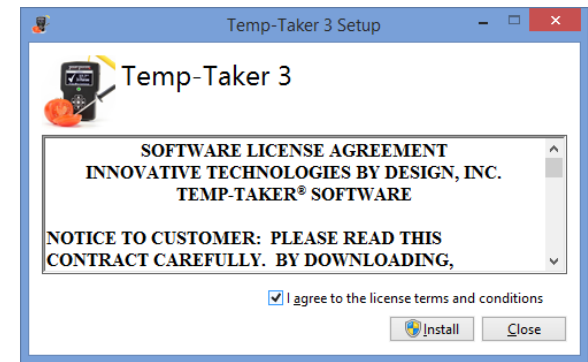 Temp-Taker 3 Setup
Temp-Taker 3
SOFTWARE LICENSE AGREEMENT
INNOVATIVE TECHNOLOGIES BY DESIGN, INC.
TEMP-TAKER® SOFTWARE
NOTICE TO CUSTOMER: PLEASE READ THIS
CONTRACT CAREFULLY. BY DOWNLOADING,
I agree to the license terms and conditions
Install Close